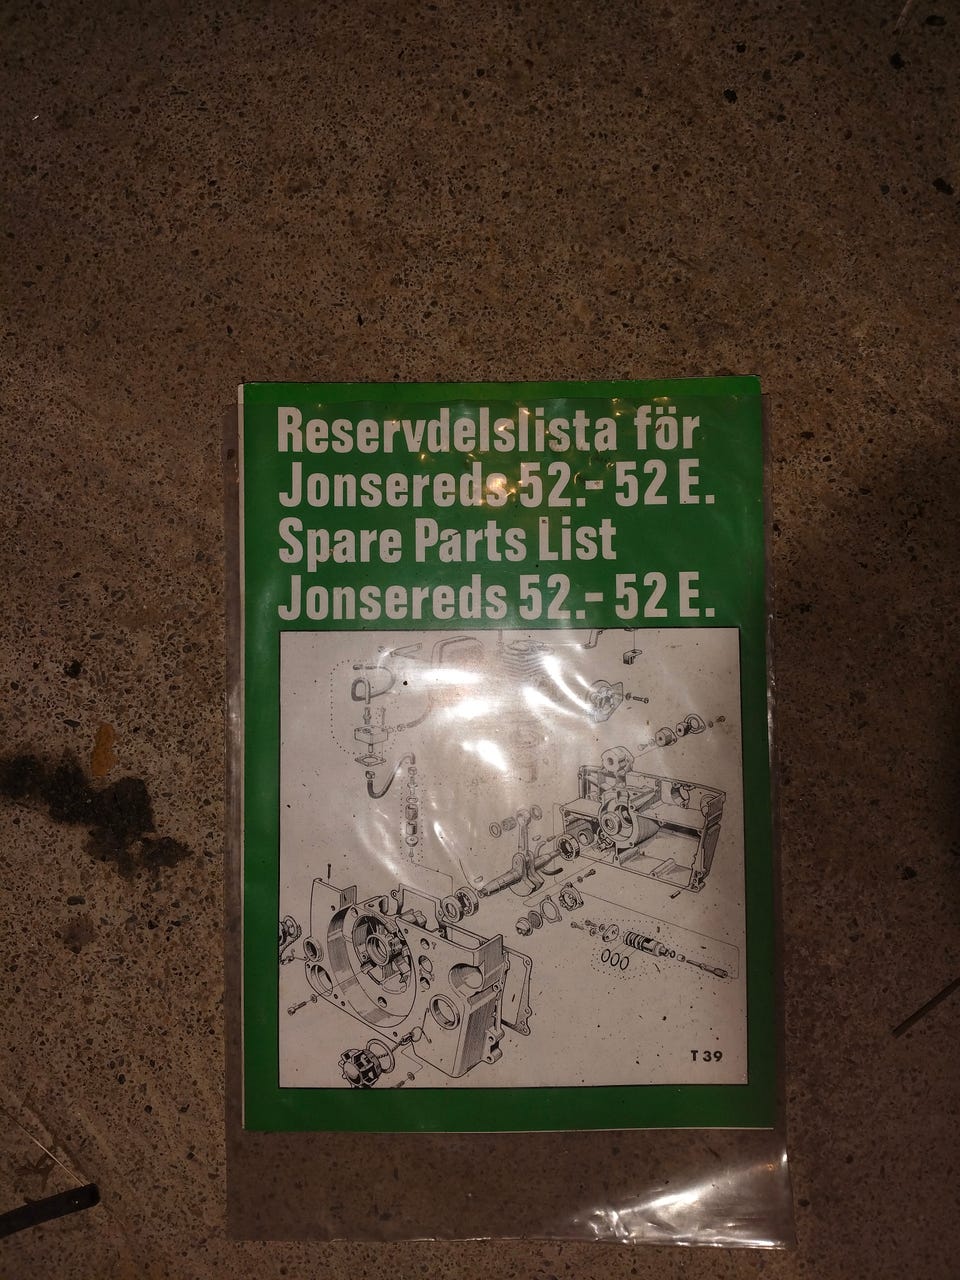 Reservdelslista för
Jonsereds 52.- 52 E.
Spare Parts List
Jonsereds 52.- 52 E.
T 39